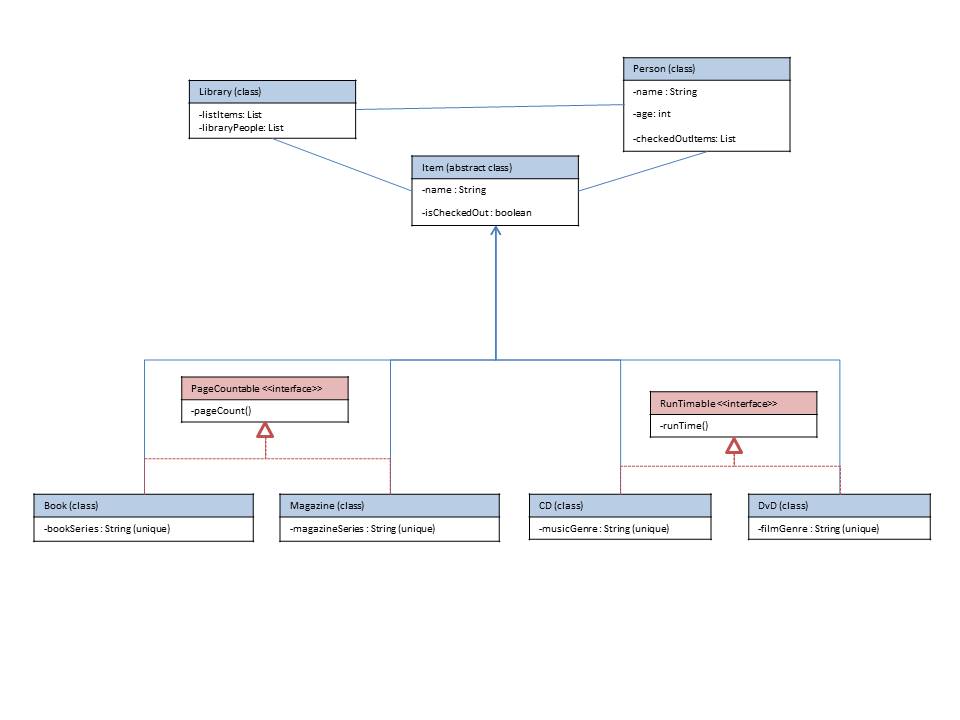 Library (class)
-listItems: List
-libraryPeople: List
Person (class)
-name : String
-age: int
-checkedOutItems: List
Item (abstract class)
-name : String
-isCheckedOut : boolean
PageCountable <<interface>>
-pageCount()
RunTimable <<interface>>
-runTime()
Book (class)
-bookSeries : String (unique)
Magazine (class)
-magazineSeries : String (unique)
CD (class)
-musicGenre : String (unique)
DvD (class)
-filmGenre : String (unique)